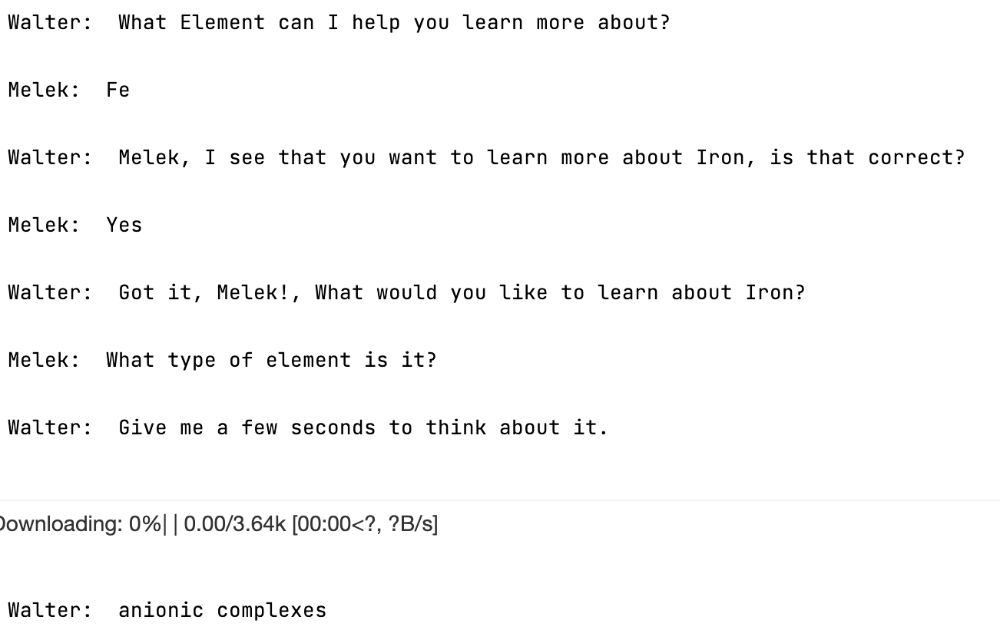 Walter:  What Element can I help you learn more about?
Melek:  Fe
Walter:  Melek, I see that you want to learn more about Iron, is that correct?
Melek:  Yes
Walter:  Got it, Melek!, What would you like to learn about Iron?
Melek:  What type of element is it?
Walter:  Give me a few seconds to think about it.
Downloading: 0%| | 0.00/3.64k [00:00<?, ?B/s]
Walter:  anionic complexes